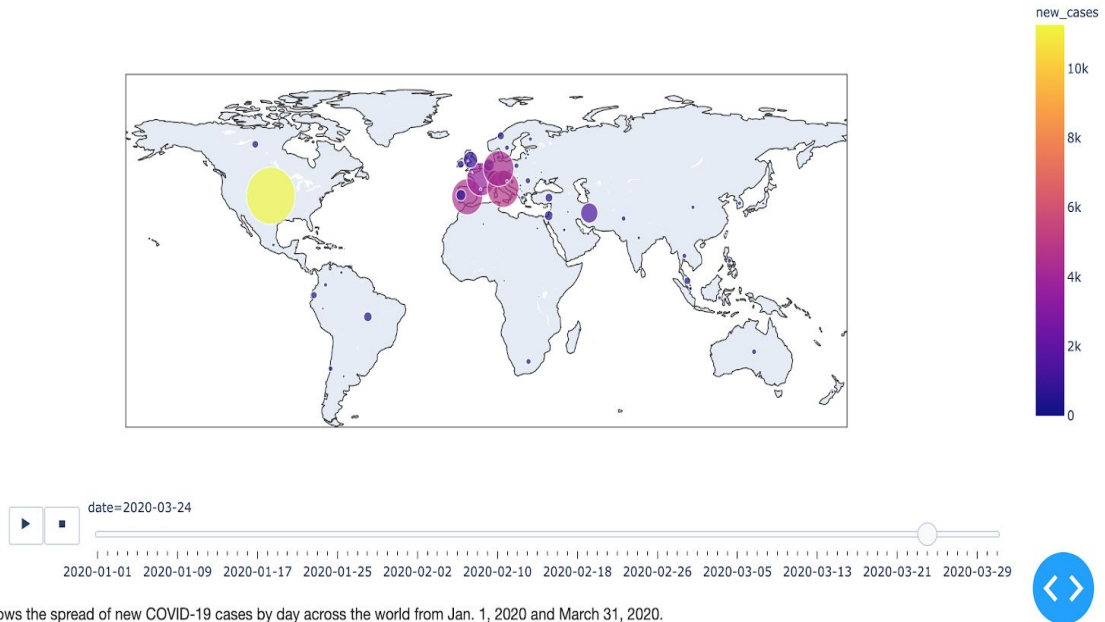 new_cases
10k
8k
6k
4k
2k
0
date=2020-03-24
2020-01-01 2020-01-09 2020-01-17 2020-01-25 2020-02-02 2020-02-10 2020-02-18 2020-02-26 2020-03-05 2020-03-13 2020-03-21 2020-03-29
ows the spread of new COVID-19 cases by day across the world from Jan. 1, 2020 and March 31, 2020.